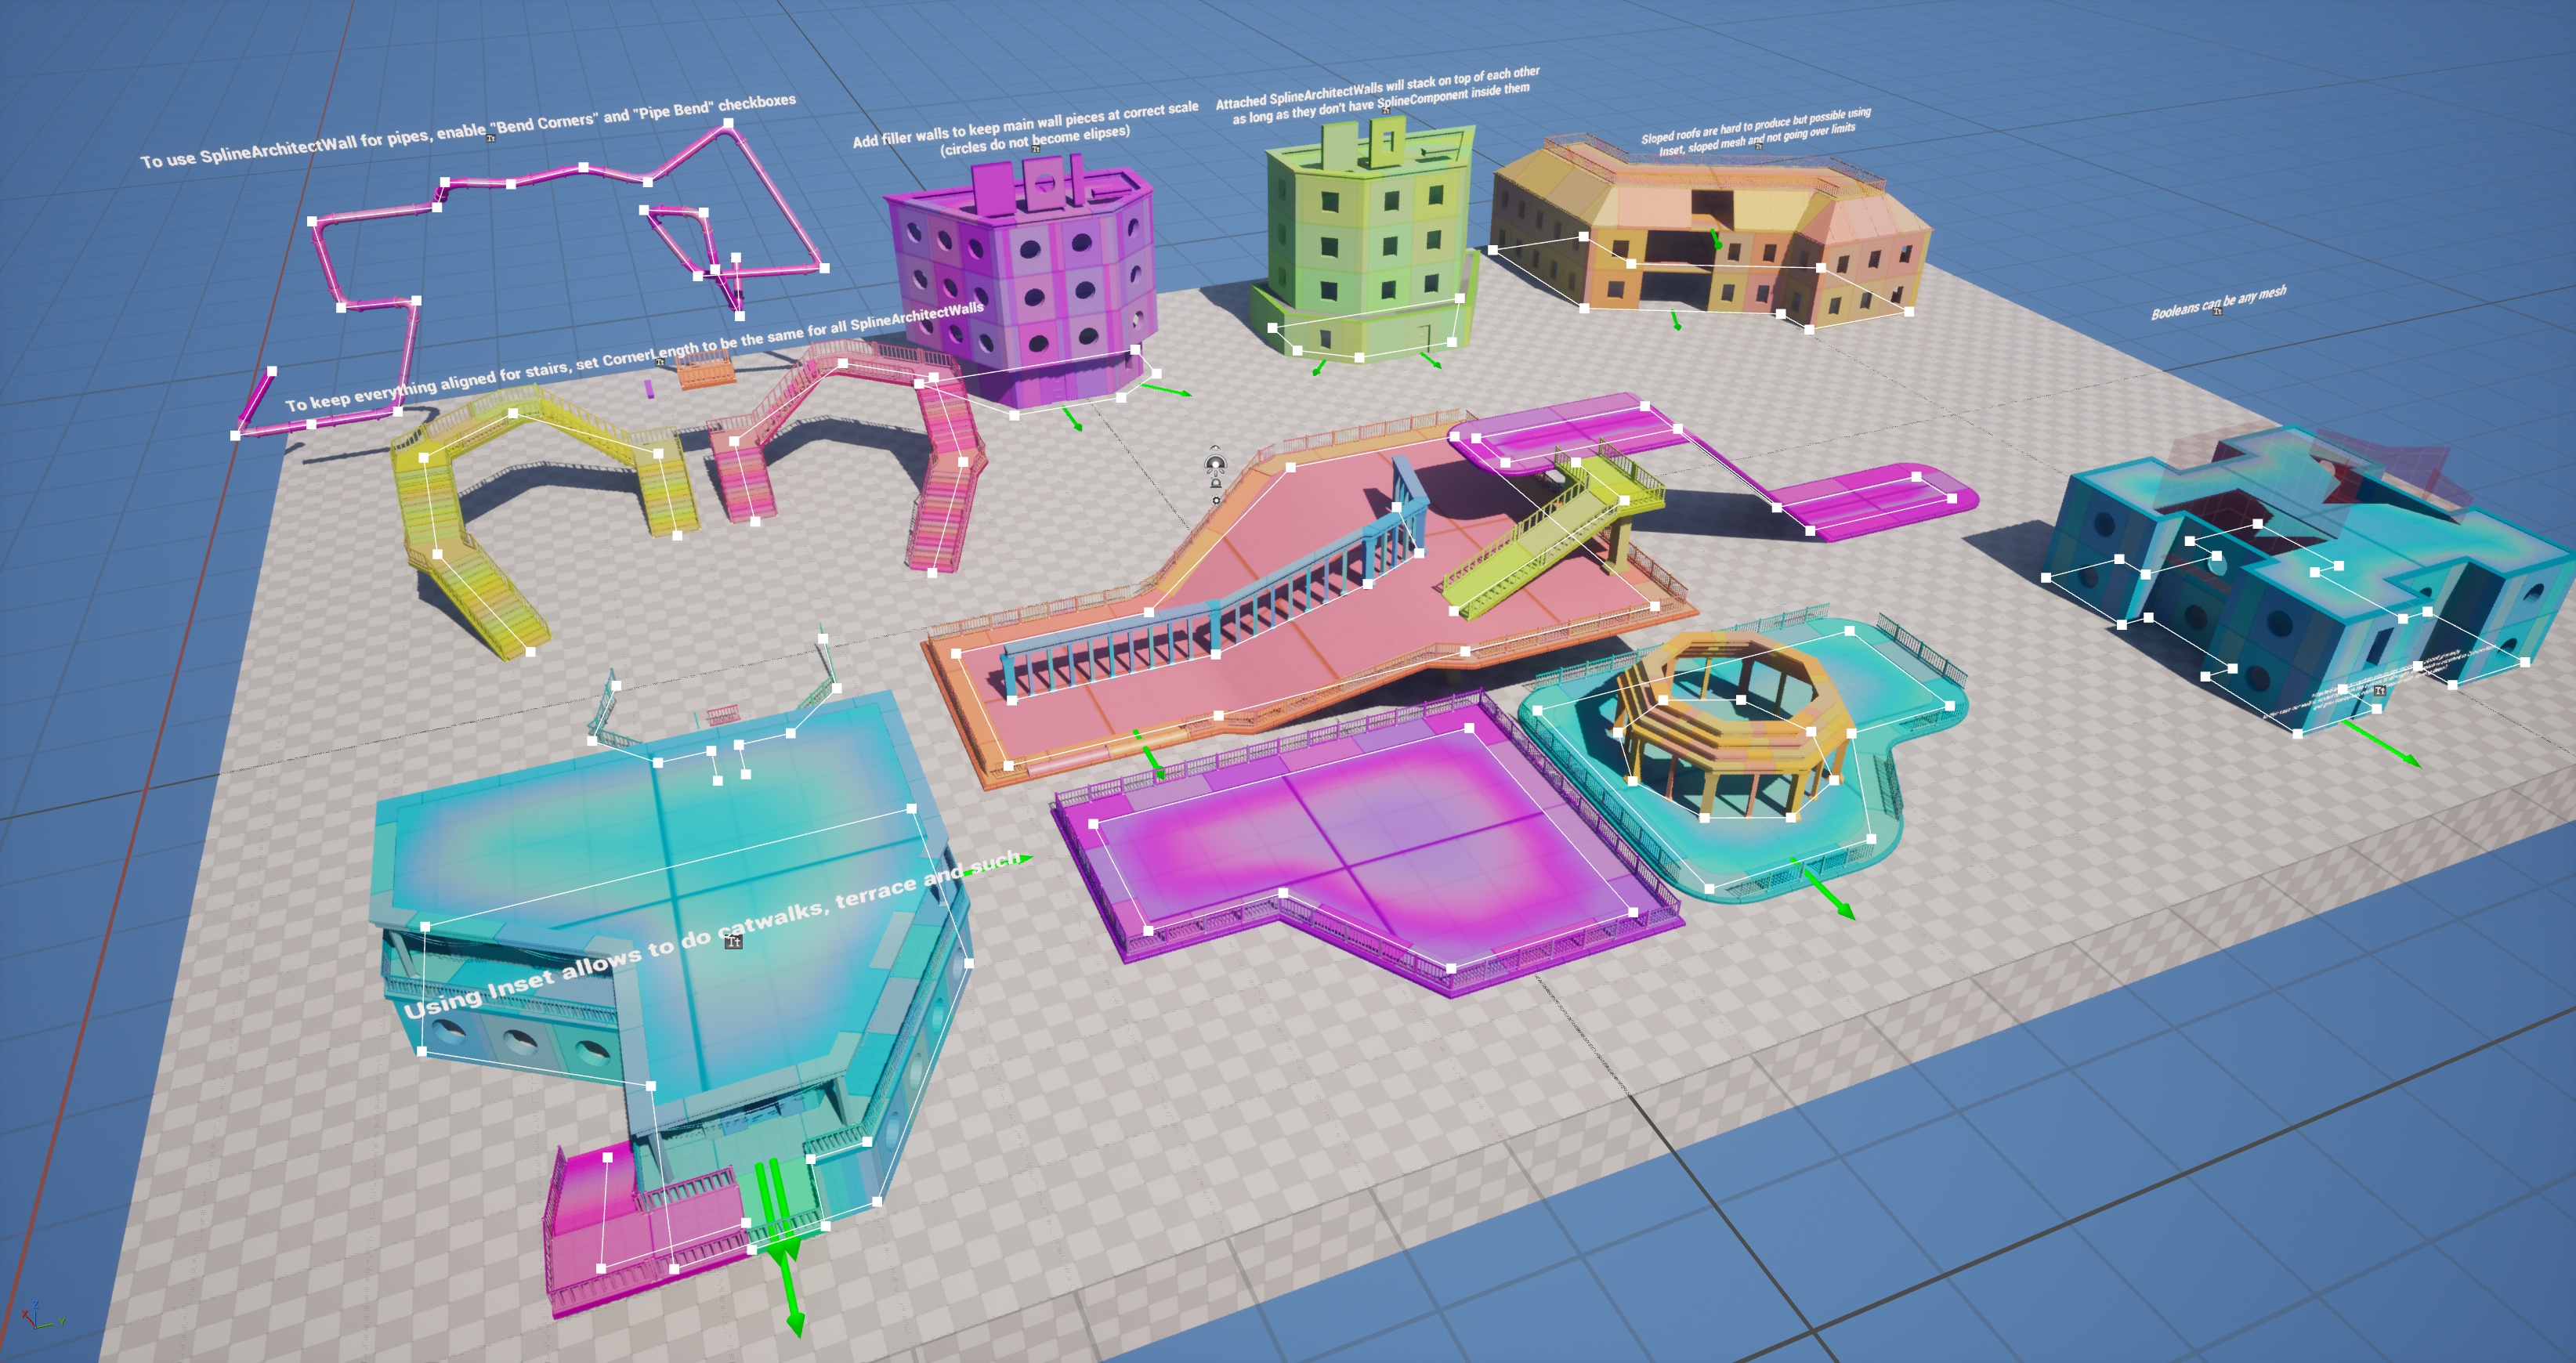 To use SplineArchitectWall for pipes, enable "Bend Corners" and "Pipe Bend" checkboxes
Add filler walls to keep main wall pieces at correct scale
(circles do not become elipses)
Attached SplineArchitectWalls will stack on top of each other
as long as they don't have SplineComponent inside them
Sloped roofs are hard to produce but possible using
Inset, sloped mesh and not going over limits
Booleans can be any mesh
To keep everything aligned for stairs, set CornerLength to be the same for all SplineArchitectWalls
Using Inset allows to do catwalks, terrace and such
Z
X
Y